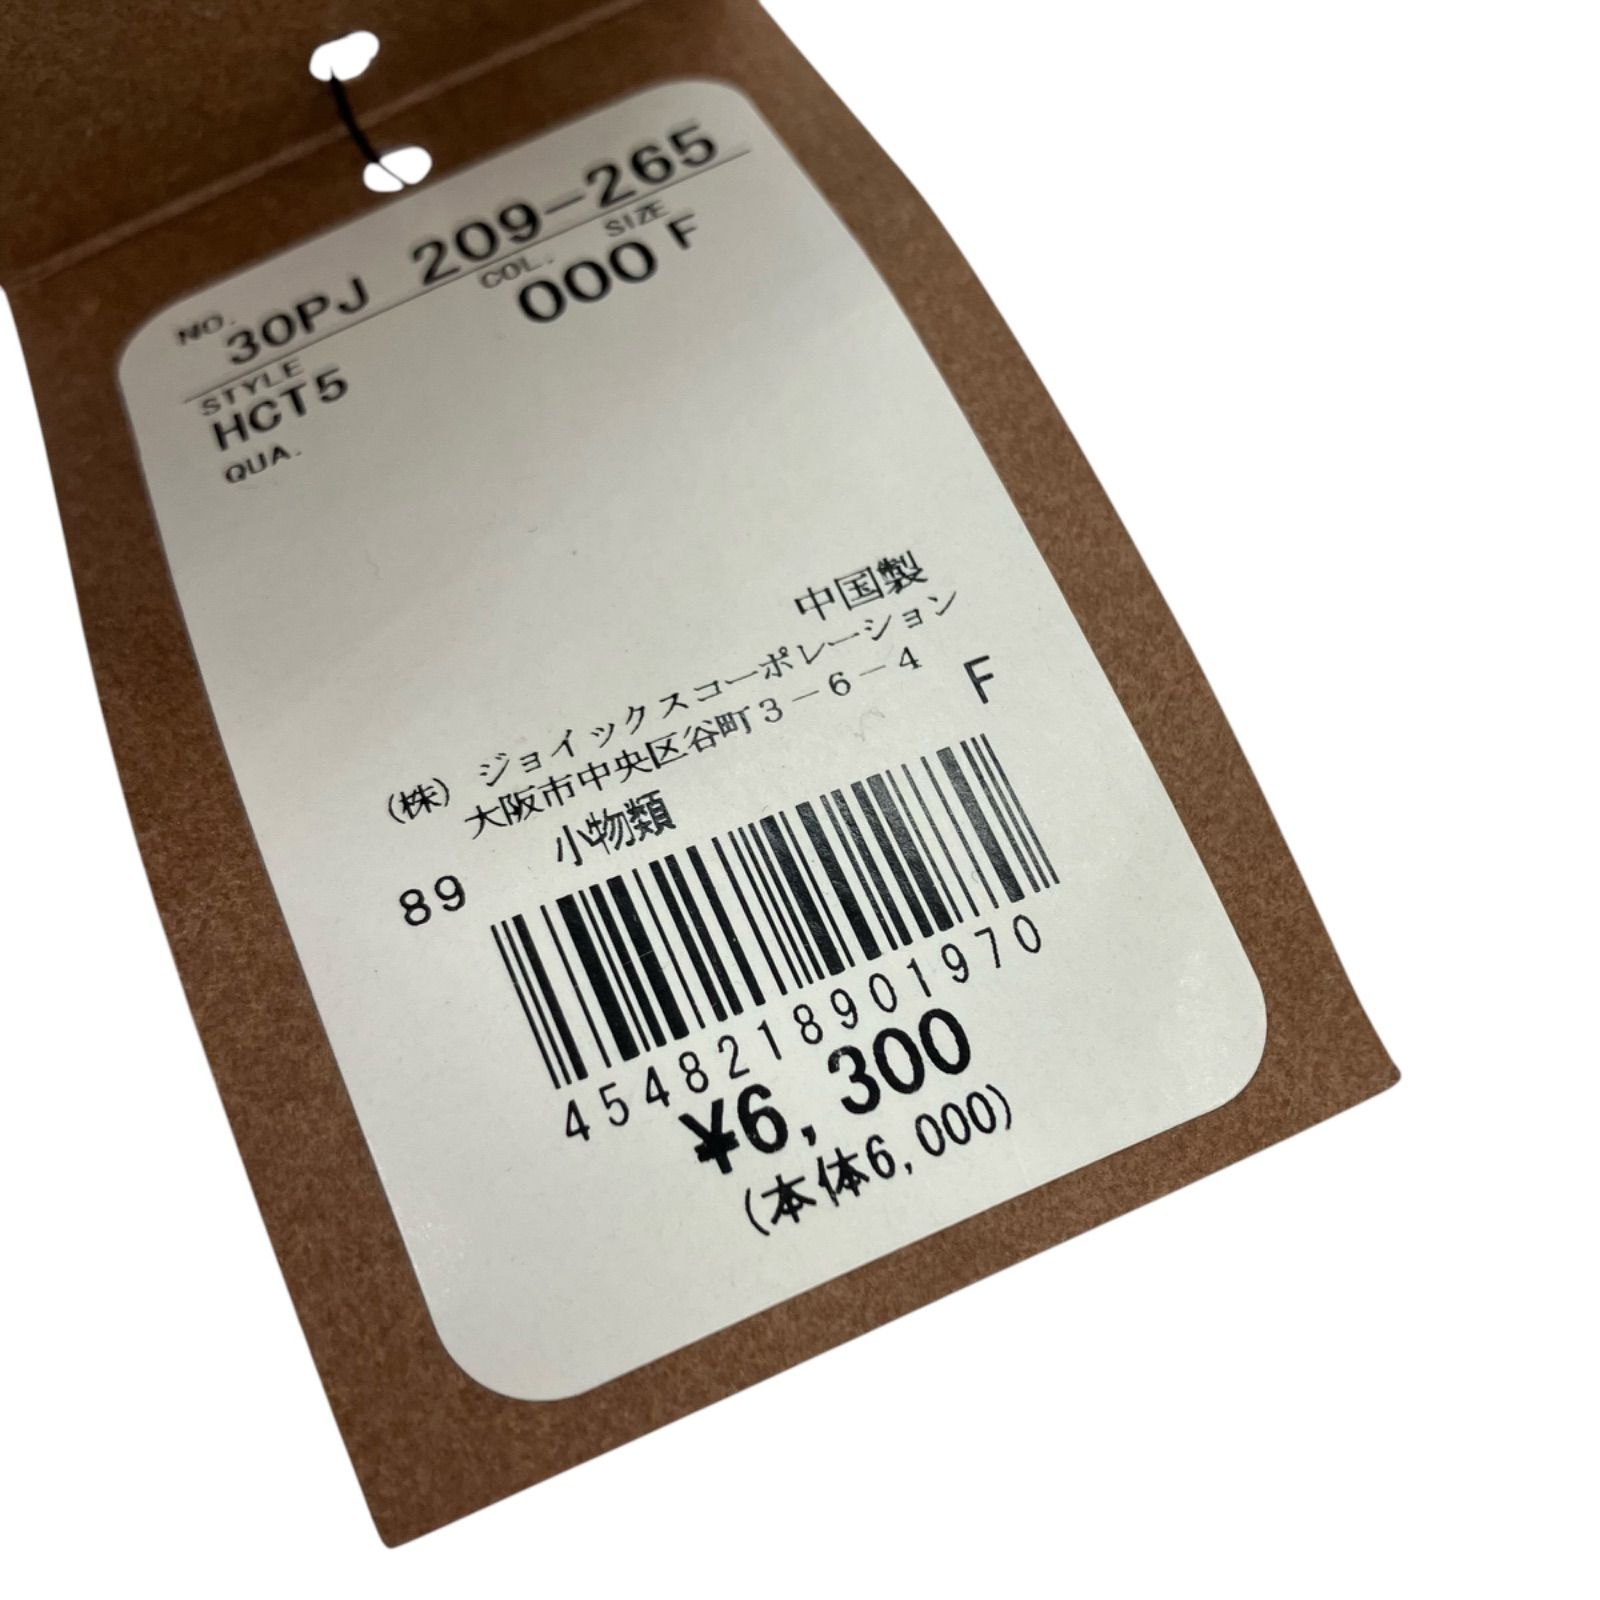 NO.
30PJ 209-265
STYLE COL. SIZE
HCT5 000 F
QUA.
中国製
(株) ジョイックスコーポレーション
大阪市中央区谷町3-6-4 F
小物類
89
4548218901970
¥6,300
(本体6,000)